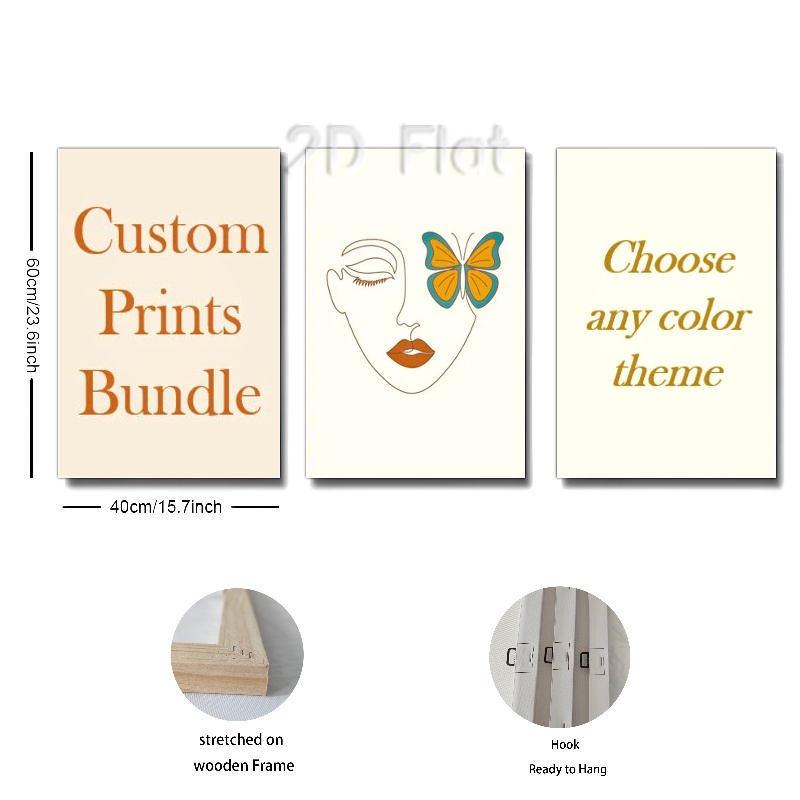 2D Flat
Custom
Prints
Bundle
Choose
any color
theme
60cm/23.6inch
40cm/15.7inch
stretched on
wooden Frame
Hook
Ready to Hang